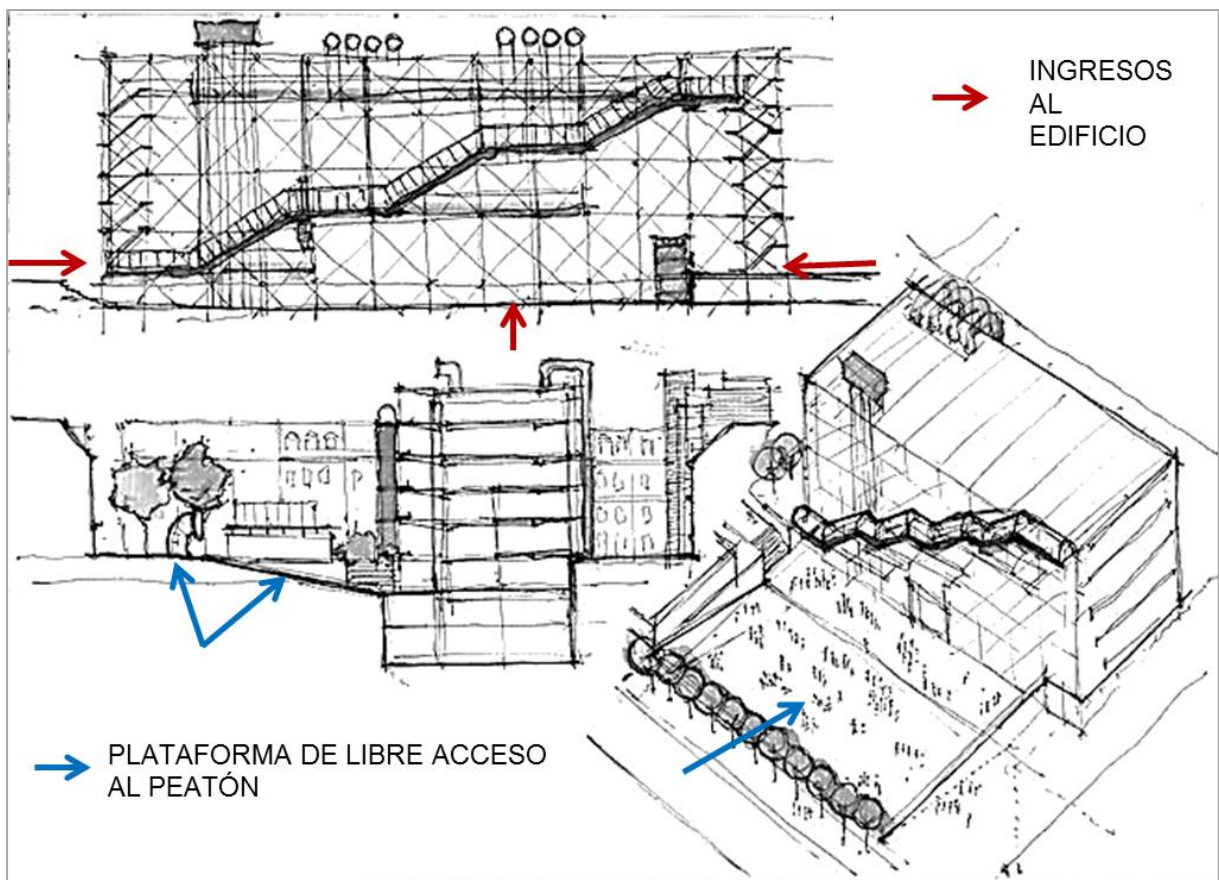 INGRESOS
AL
EDIFICIO
PLATAFORMA DE LIBRE ACCESO
AL PEATÓN